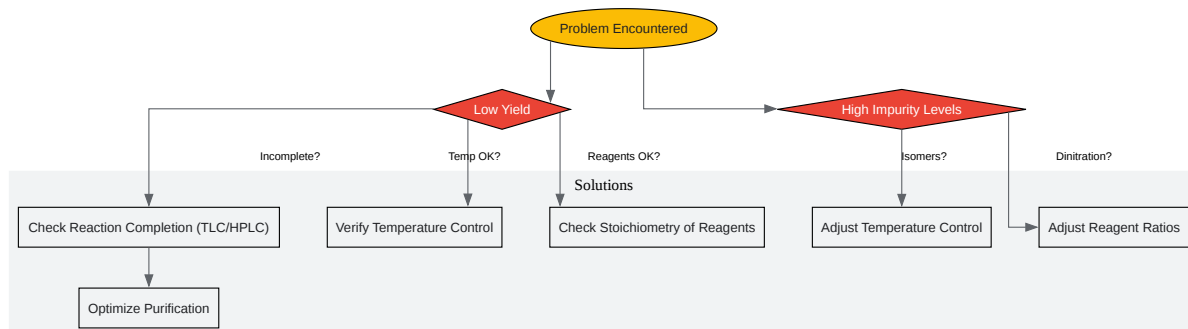 Problem Encountered
Low Yield
High Impurity Levels
Incomplete?
Temp OK?
Reagents OK?
Isomers?
Dinitration?
Solutions
Check Reaction Completion (TLC/HPLC)
Verify Temperature Control
Check Stoichiometry of Reagents
Adjust Temperature Control
Adjust Reagent Ratios
Optimize Purification